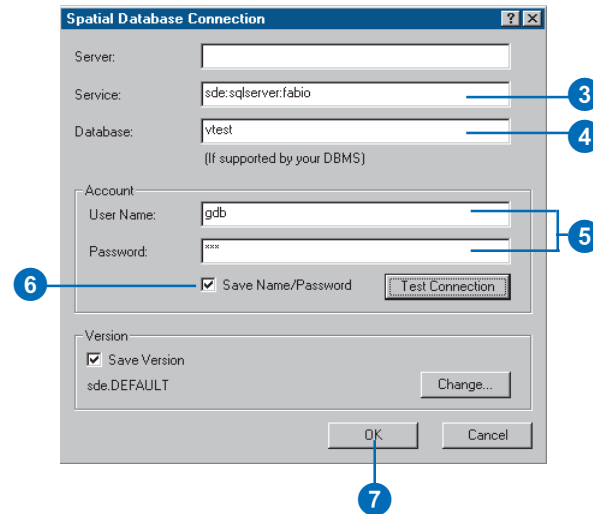 Spatial Database Connection
Server:
Service: sde:sqlserver:fabio 3
Database: vtest 4
(If supported by your DBMS)
Account
User Name: gdb
5
Password: ***
6 Save Name/Password Test Connection
Version
Save Version
sde.DEFAULT Change...
OK Cancel
7